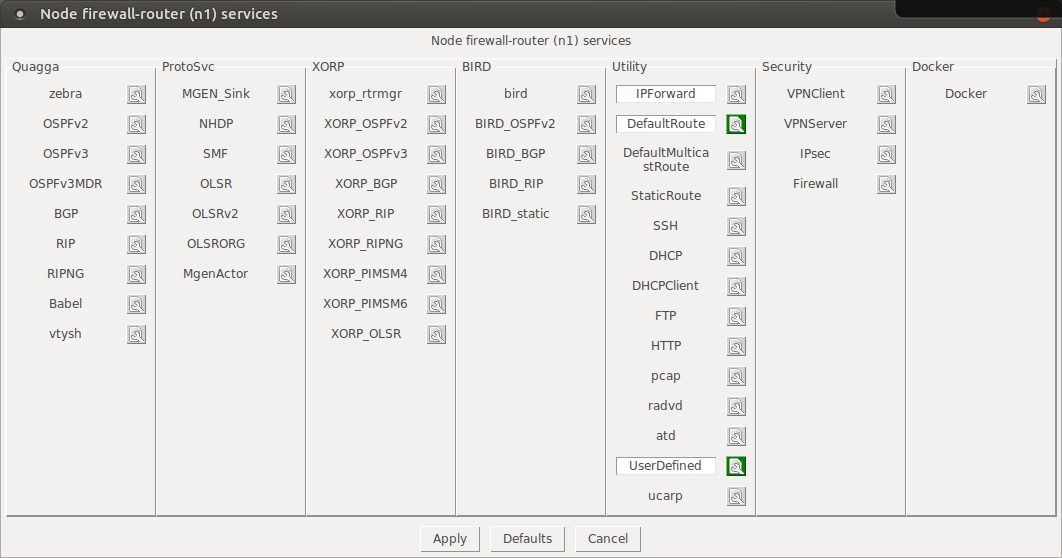 Node firewall-router (n1) services
Node firewall-router (n1) services
Quagga
zebra
OSPFv2
OSPFv3
OSPFv3MDR
BGP
RIP
RIPNG
Babel
vtysh
ProtoSvc
MGEN_Sink
NHDP
SMF
OLSR
OLSRv2
OLSRORG
MgenActor
XORP
xorp_rtrmgr
XORP_OSPFv2
XORP_OSPFv3
XORP_BGP
XORP_RIP
XORP_RIPNG
XORP_PIMSM4
XORP_PIMSM6
XORP_OLSR
BIRD
bird
BIRD_OSPFv2
BIRD_BGP
BIRD_RIP
BIRD_static
Utility
IPForward
DefaultRoute
DefaultMultica
stRoute
StaticRoute
SSH
DHCP
DHCPClient
FTP
HTTP
pcap
radvd
atd
UserDefined
ucarp
Security
VPNClient
VPNServer
IPsec
Firewall
Docker
Docker
Apply
Defaults
Cancel